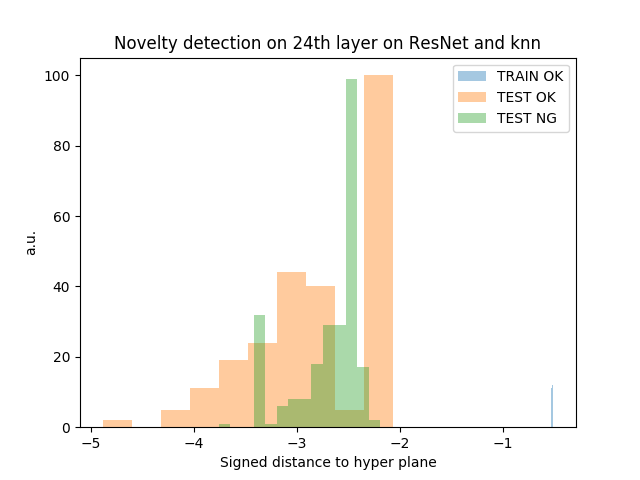 Novelty detection on 24th layer on ResNet and knn
TRAIN OK
TEST OK
TEST NG
100
80
60
40
20
0
a.u.
−5 −4 −3 −2 −1
Signed distance to hyper plane